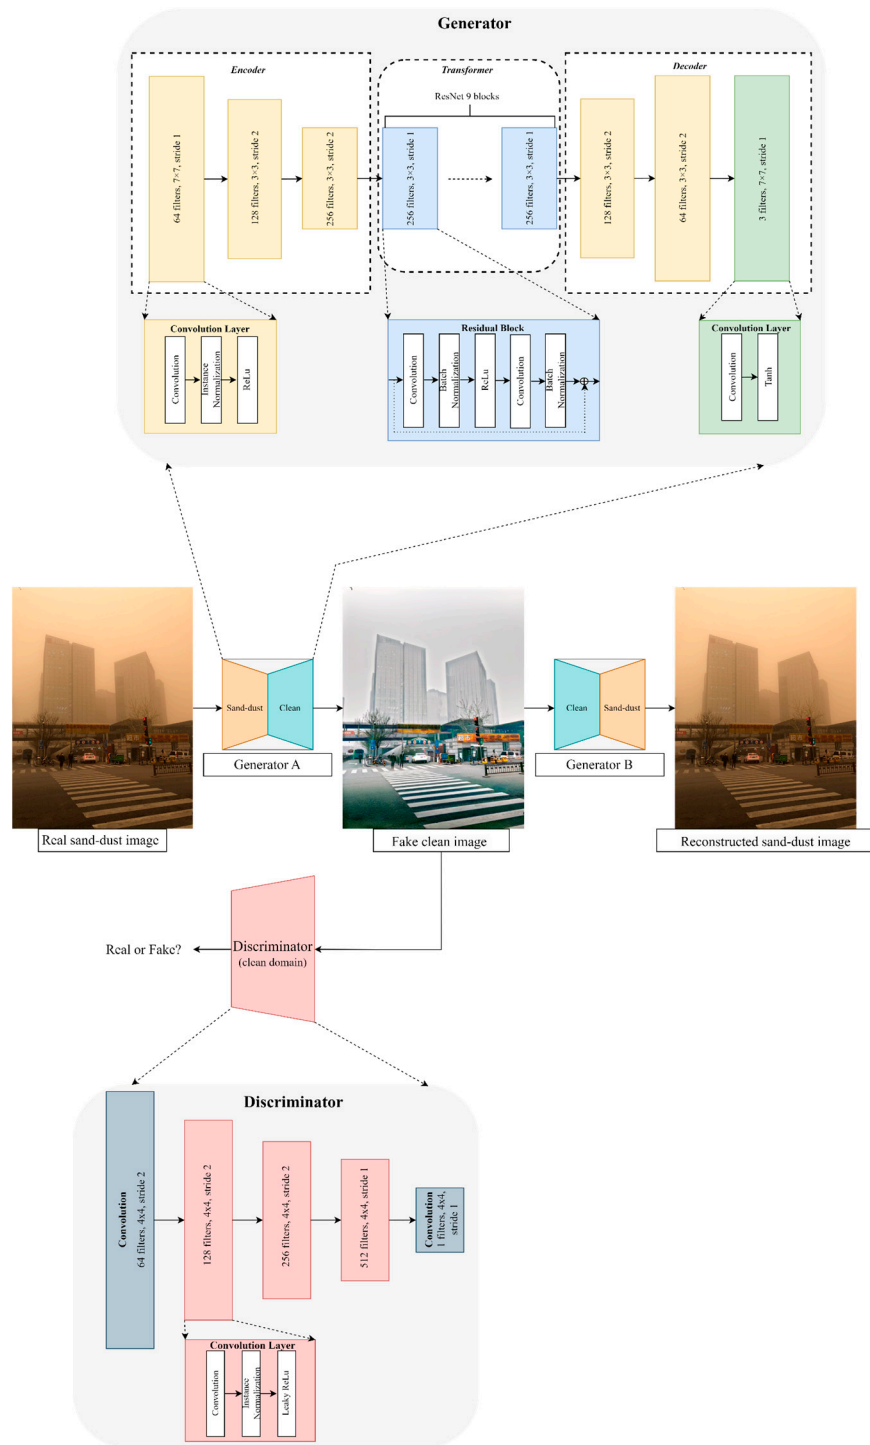 Generator
Encoder
Transformer
Decoder
ResNet 9 blocks
64 filters, 7×7, stride 1
128 filters, 3×3, stride 2
256 filters, 3×3, stride 2
256 filters, 3×3, stride 1
256 filters, 3×3, stride 1
128 filters, 3×3, stride 2
64 filters, 3×3, stride 2
3 filters, 7×7, stride 1
Convolution Layer
Convolution
Instance
Normalization
ReLu
Residual Block
Convolution
Batch
Normalization
ReLu
Convolution
Batch
Normalization
Convolution Layer
Convolution
Tanh
Sand-dust
Clean
Generator A
Clean
Sand-dust
Generator B
Real sand-dust image
Fake clean image
Reconstructed sand-dust image
Real or Fake?
Discriminator
(clean domain)
Discriminator
Convolution
64 filters, 4x4, stride 2
128 filters, 4x4, stride 2
256 filters, 4x4, stride 2
512 filters, 4x4, stride 1
Convolution
1 filters, 4x4,
stride 1
Convolution Layer
Convolution
Instance
Normalization
Leaky ReLu